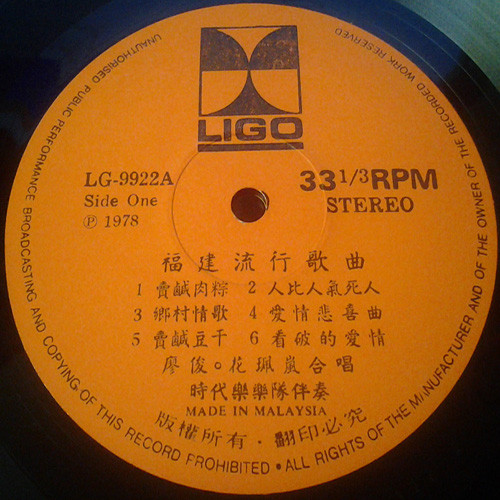 LIGO
LG-9922A
Side One
Ⓟ 1978
33 1/3 RPM
STEREO
福建流行歌曲
1 賣鹹肉粽 2 人比人氣死人
3 鄉村情歌 4 愛情悲喜曲
5 賣鹹豆干 6 看破的愛情
廖俊。花珮嵐合唱
時代樂樂隊伴奏
MADE IN MALAYSIA
版權所有·翻印必究
UNAUTHORISED PUBLIC PERFORMANCE BROADCASTING AND COPYING OF THIS RECORD PROHIBITED • ALL RIGHTS OF THE MANUFACTURER AND OF THE OWNER OF THE RECORDED WORK RESERVED